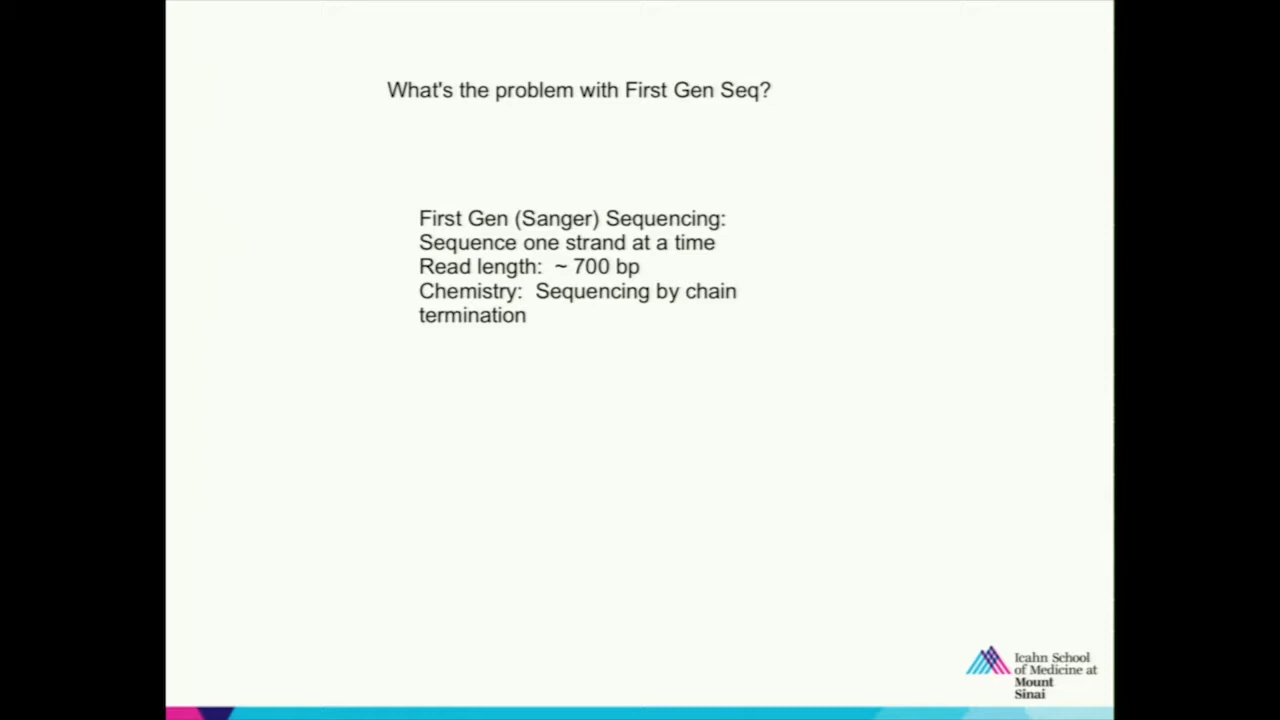 What's the problem with First Gen Seq?
First Gen (Sanger) Sequencing:
Sequence one strand at a time
Read length:  ~ 700 bp
Chemistry:  Sequencing by chain
termination
Icahn School
of Medicine at
Mount
Sinai